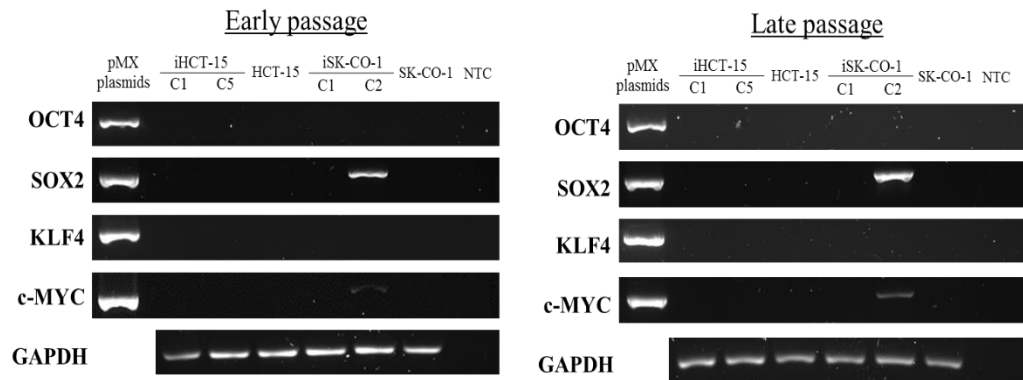 Early passage
pMX plasmids iHCT-15 HCT-15 iSK-CO-1 SK-CO-1 NTC
C1 C5 C1 C2
OCT4
SOX2
KLF4
c-MYC
GAPDH
Late passage
pMX plasmids iHCT-15 HCT-15 iSK-CO-1 SK-CO-1 NTC
C1 C5 C1 C2
OCT4
SOX2
KLF4
c-MYC
GAPDH